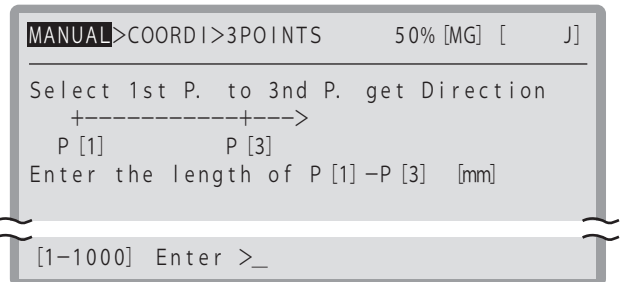 MANUAL>COORDI>3POINTS 50% [MG] [ J]
Select 1st P. to 3nd P. get Direction
+-----------+--->
P [1] P [3]
Enter the length of P [1] -P [3] [mm]
[1-1000] Enter >_